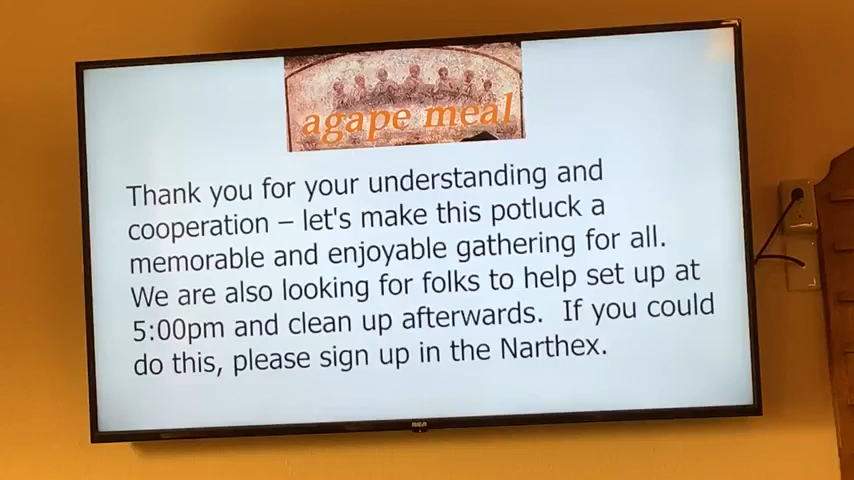 agape meal
Thank you for your understanding and
cooperation – let's make this potluck a
memorable and enjoyable gathering for all.
We are also looking for folks to help set up at
5:00pm and clean up afterwards.  If you could
do this, please sign up in the Narthex.
RCA